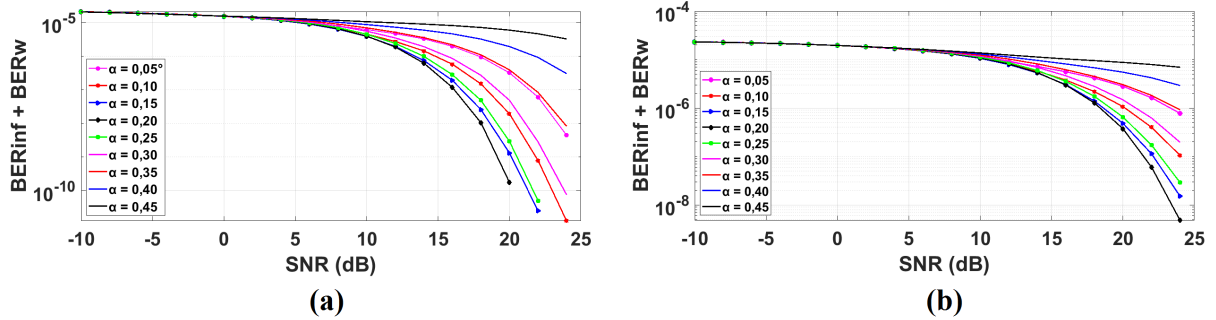 BERinf + BERw
10^-5
10^-10
α = 0,05°
α = 0,10
α = 0,15
α = 0,20
α = 0,25
α = 0,30
α = 0,35
α = 0,40
α = 0,45
-10 -5 0 5 10 15 20 25
SNR (dB)
(a)
BERinf + BERw
10^-4
10^-6
10^-8
α = 0,05
α = 0,10
α = 0,15
α = 0,20
α = 0,25
α = 0,30
α = 0,35
α = 0,40
α = 0,45
-10 -5 0 5 10 15 20 25
SNR (dB)
(b)